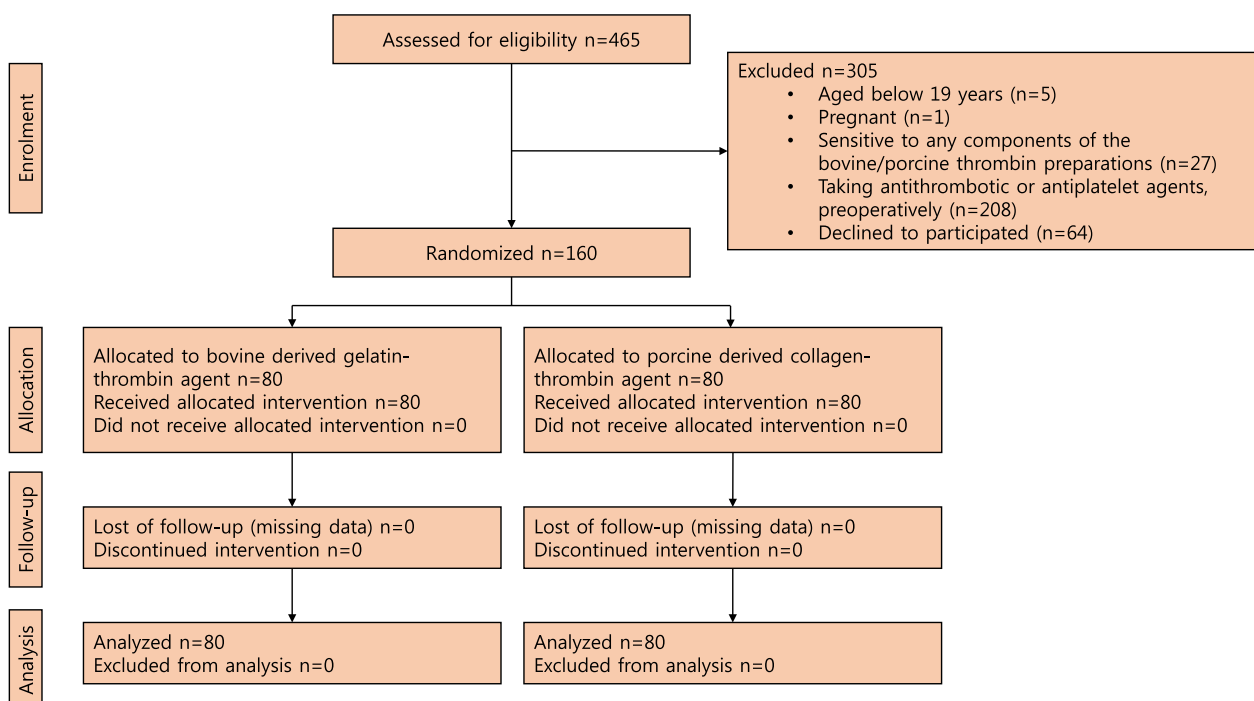 Assessed for eligibility n=465
Enrolment
Excluded n=305
• Aged below 19 years (n=5)
• Pregnant (n=1)
• Sensitive to any components of the
bovine/porcine thrombin preparations (n=27)
• Taking antithrombotic or antiplatelet agents,
preoperatively (n=208)
• Declined to participated (n=64)
Randomized n=160
Allocation
Allocated to bovine derived gelatin-
thrombin agent n=80
Received allocated intervention n=80
Did not receive allocated intervention n=0
Allocated to porcine derived collagen-
thrombin agent n=80
Received allocated intervention n=80
Did not receive allocated intervention n=0
Follow-up
Lost of follow-up (missing data) n=0
Discontinued intervention n=0
Lost of follow-up (missing data) n=0
Discontinued intervention n=0
Analysis
Analyzed n=80
Excluded from analysis n=0
Analyzed n=80
Excluded from analysis n=0